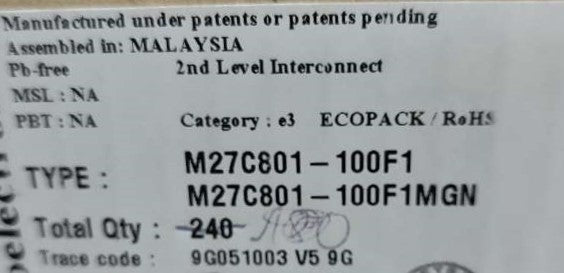 Manufactured under patents or patents pending
Assembled in: MALAYSIA
Pb-free 2nd Level Interconnect
MSL : NA
PBT : NA Category : e3 ECOPACK / RoHS
TYPE : M27C801-100F1
M27C801-100F1MGN
Total Qty : 240
Trace code : 9G051003 V5 9G